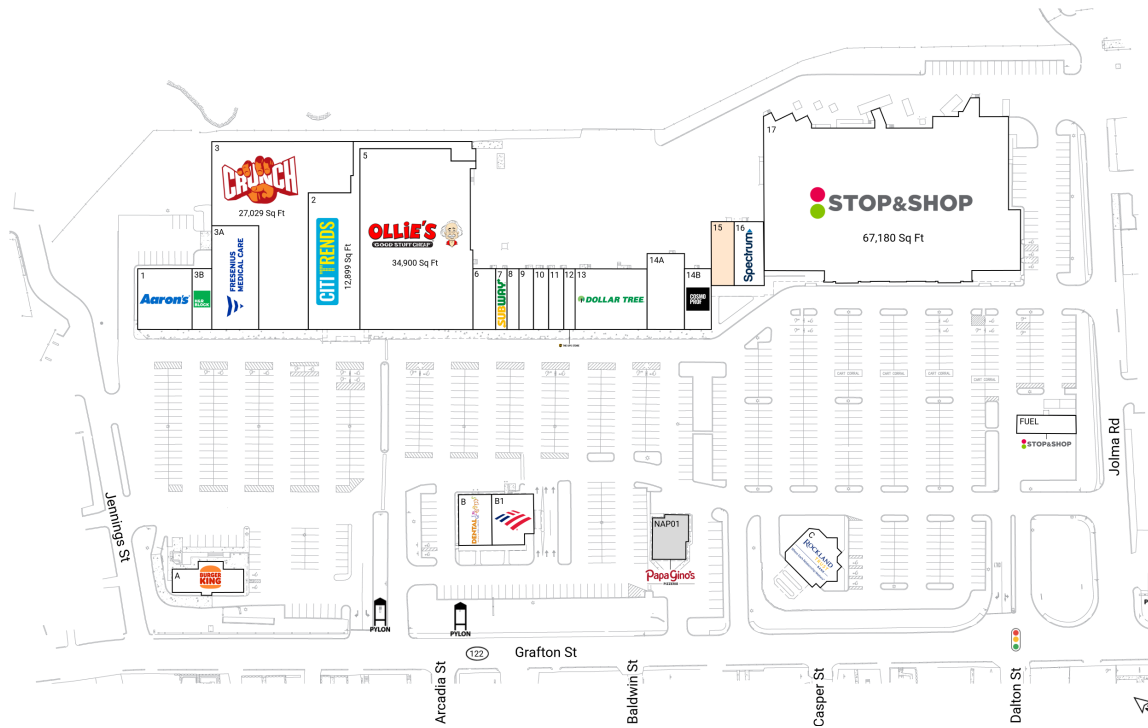 17
STOP&SHOP
67,180 Sq Ft
3
CRUNCH
27,029 Sq Ft
5
OLLIE'S
GOOD STUFF CHEAP
34,900 Sq Ft
2
CITI TRENDS
12,899 Sq Ft
3A
FRESENIUS
MEDICAL CARE
15
16
Spectrum
14A
1
Aaron's
3B
H&R
BLOCK
6
7
SUBWAY
8
9
10
11
12
13
DOLLAR TREE
14B
COSMO
PROF
CART CORRAL
CART CORRAL
CART CORRAL
CART CORRAL
FUEL
STOP&SHOP
Jolma Rd
Jennings St
B
DENTAL
B1
NAP01
Papa Gino's
PIZZERIA
C
ROCKLAND
A
BURGER
KING
PYLON
PYLON
122
Grafton St
Arcadia St
Baldwin St
Casper St
Dalton St